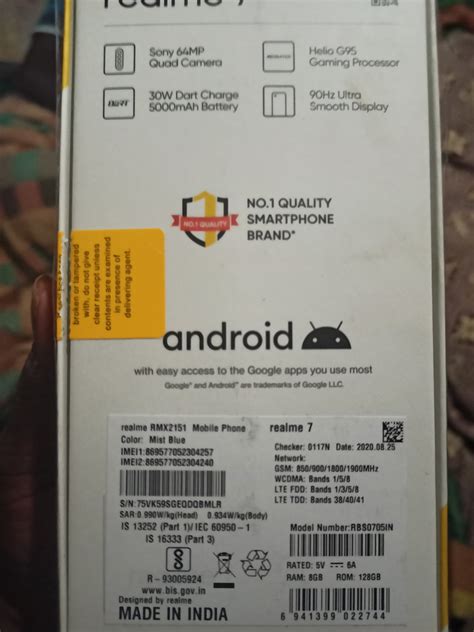 realme 7
Sony 64MP
Quad Camera
Helio G95
Gaming Processor
DART
30W Dart Charge
5000mAh Battery
90Hz Ultra
Smooth Display
NO.1 QUALITY
NO.1 QUALITY
SMARTPHONE
BRAND*
broken or tampered
with, do not give
clear receipt unless
contents are examined
in presence of
delivering agent.
android
with easy access to the Google apps you use most
Google™ and Android™ are trademarks of Google LLC.
realme RMX2151 Mobile Phone
Color: Mist Blue
IMEI1:869577052304257
IMEI2:869577052304240
S/N:75VK59SGEQDQBMLR
SAR:0.990W/kg(Head) 0.934W/kg(Body)
IS 13252 (Part 1)/IEC 60950-1
IS 16333 (Part 3)
R - 93005924
www.bis.gov.in
Designed by realme
MADE IN INDIA
realme 7
Checker: 0117N Date: 2020.08.25
Network:
GSM: 850/900/1800/1900MHz
WCDMA: Bands 1/5/8
LTE FDD: Bands 1/3/5/8
LTE TDD: Bands 38/40/41
Model Number:RBS0705IN
RATED: 5V ⎓ 6A
RAM: 8GB ROM: 128GB
6 941399 022744